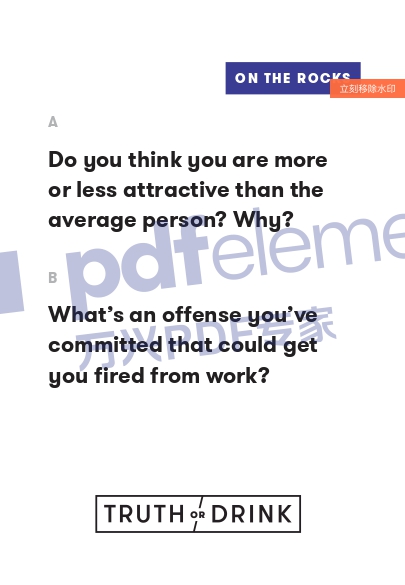 ON THE ROCKS
立刻移除水印
A
Do you think you are more
or less attractive than the
average person? Why?
pdfeleme
B
What's an offense you've
committed that could get
you fired from work?
万兴PDF专家
TRUTH OR DRINK